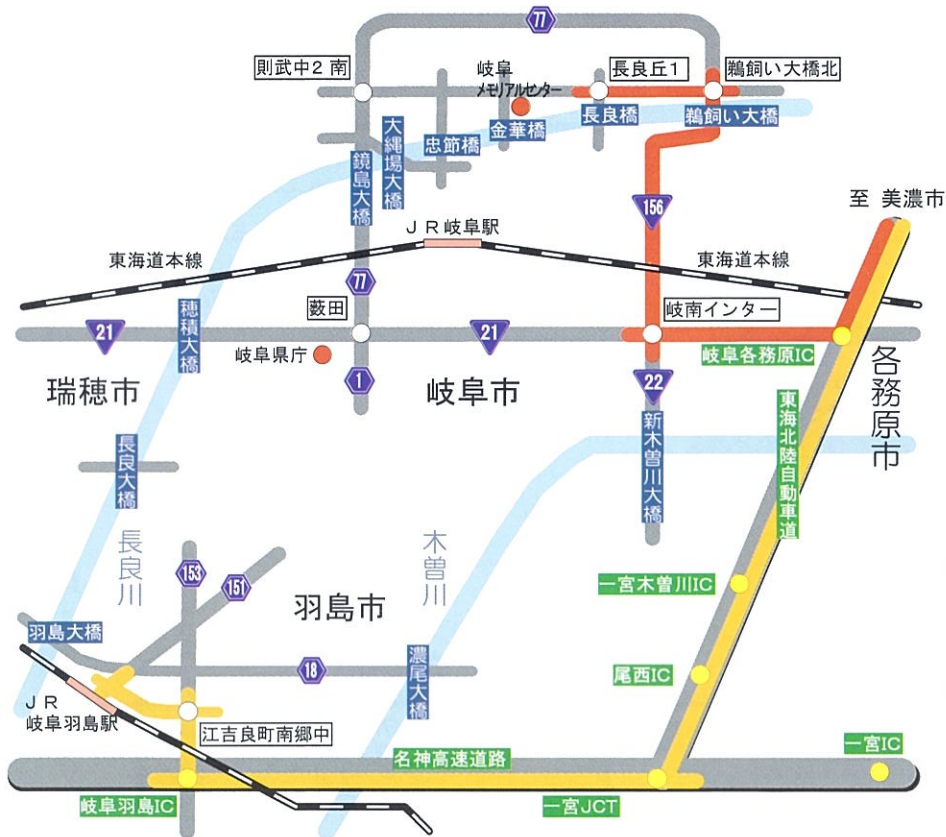 77
則武中2 南
岐阜
メモリアルセンター
長良丘1
鵜飼い大橋北
金華橋
長良橋
鵜飼い大橋
忠節橋
大縄場大橋
鏡島大橋
156
至 美濃市
JR岐阜駅
東海道本線
東海道本線
77
穂積大橋
藪田
岐南インター
21
21
岐阜県庁
岐阜各務原IC
1
22
瑞穂市
岐阜市
各務原市
新木曽川大橋
東海北陸自動車道
長良大橋
長良川
木曽川
153
151
一宮木曽川IC
羽島市
羽島大橋
18
濃尾大橋
尾西IC
JR
岐阜羽島駅
江吉良町南郷中
名神高速道路
一宮IC
岐阜羽島IC
一宮JCT